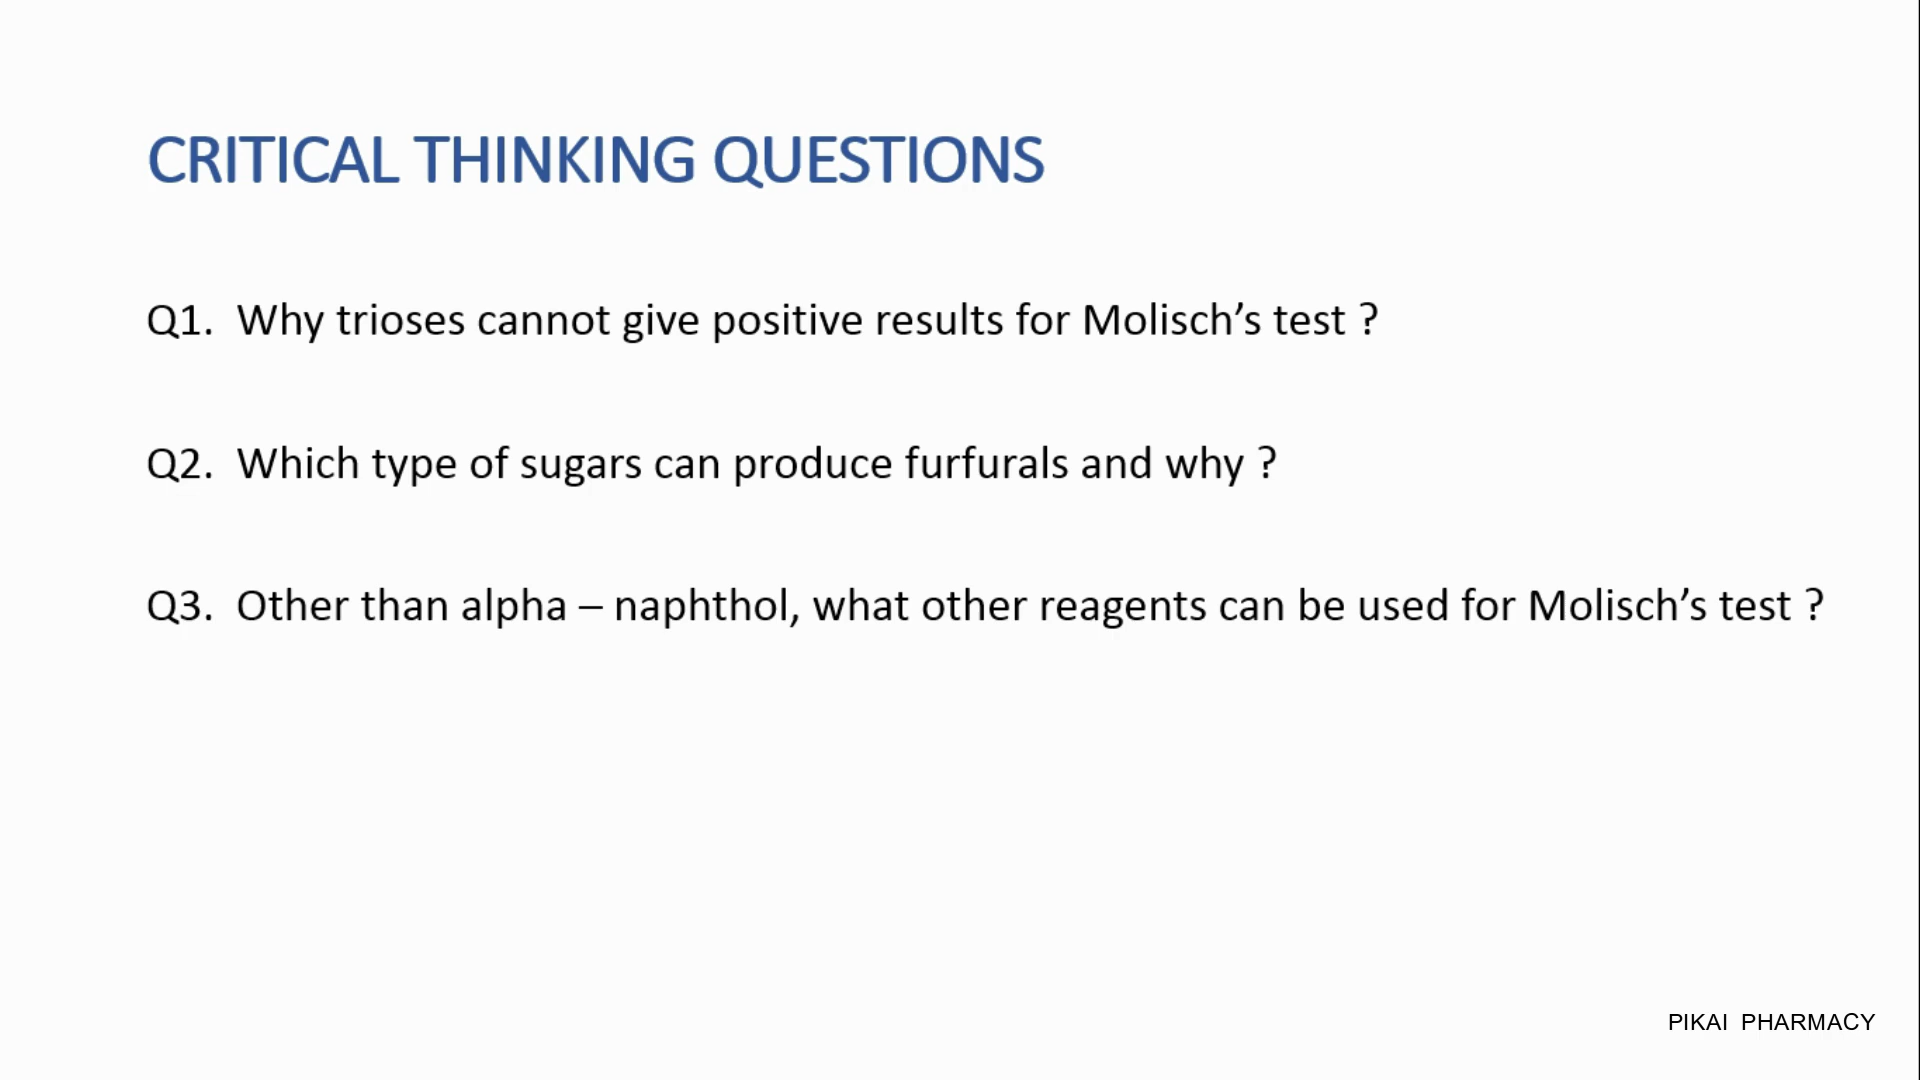 CRITICAL THINKING QUESTIONS
Q1. Why trioses cannot give positive results for Molisch’s test ?
Q2. Which type of sugars can produce furfurals and why ?
Q3. Other than alpha – naphthol, what other reagents can be used for Molisch’s test ?
PIKAI PHARMACY